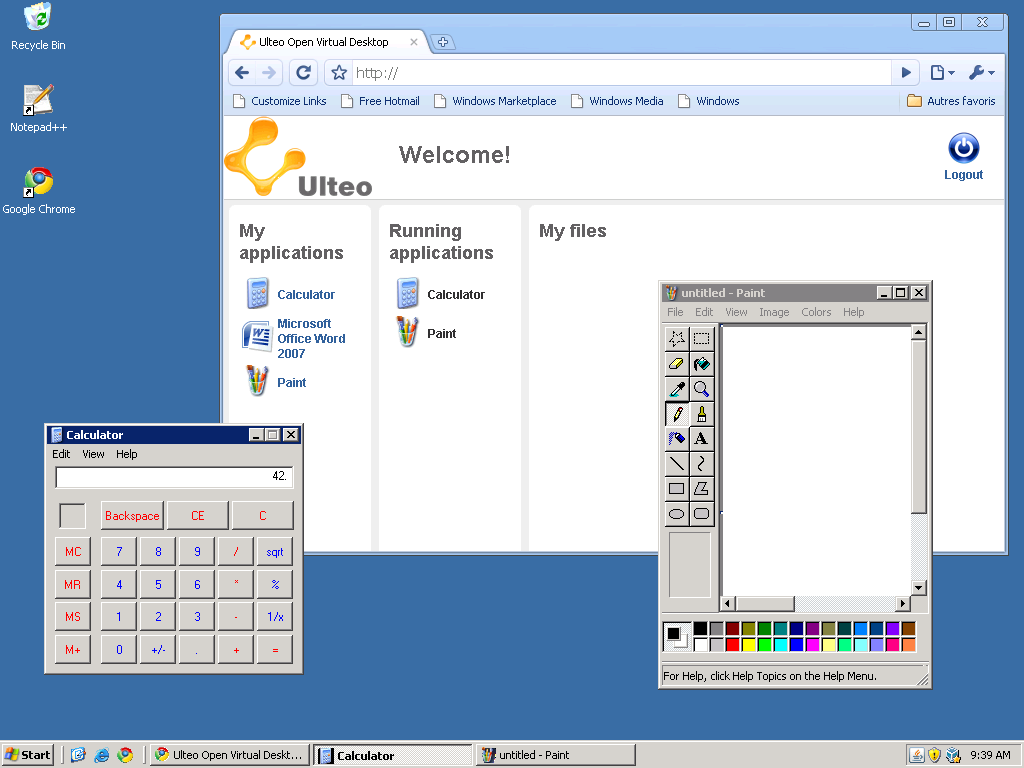 Recycle Bin
Notepad++
Google Chrome
Ulteo Open Virtual Desktop
http://
Customize Links
Free Hotmail
Windows Marketplace
Windows Media
Windows
Autres favoris
Ulteo
Welcome!
Logout
My
applications
Calculator
Microsoft
Office Word
2007
Paint
Running
applications
Calculator
Paint
My files
untitled - Paint
File Edit View Image Colors Help
A
For Help, click Help Topics on the Help Menu.
Calculator
Edit View Help
42.
Backspace CE C
MC 7 8 9 / sqrt
MR 4 5 6 * %
MS 1 2 3 - 1/x
M+ 0 +/- . + =
Start
Ulteo Open Virtual Deskt...
Calculator
untitled - Paint
9:39 AM